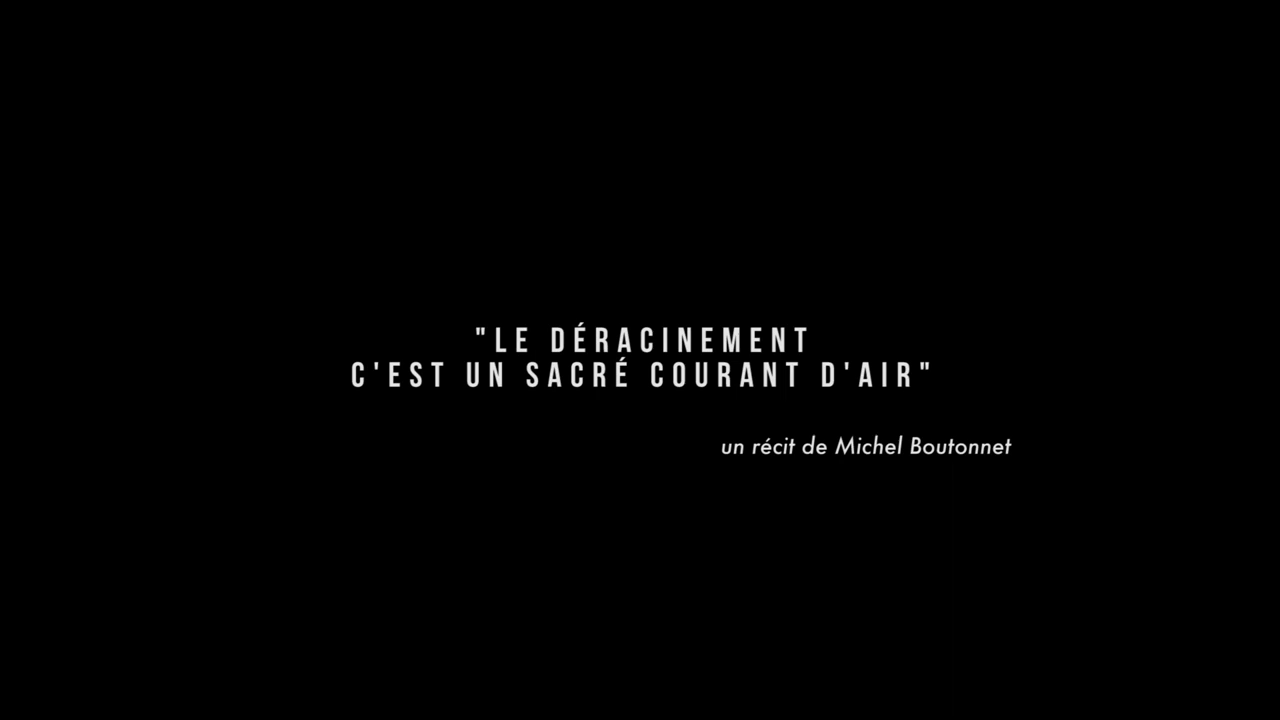 "LE DÉRACINEMENT
C'EST UN SACRÉ COURANT D'AIR"
un récit de Michel Boutonnet